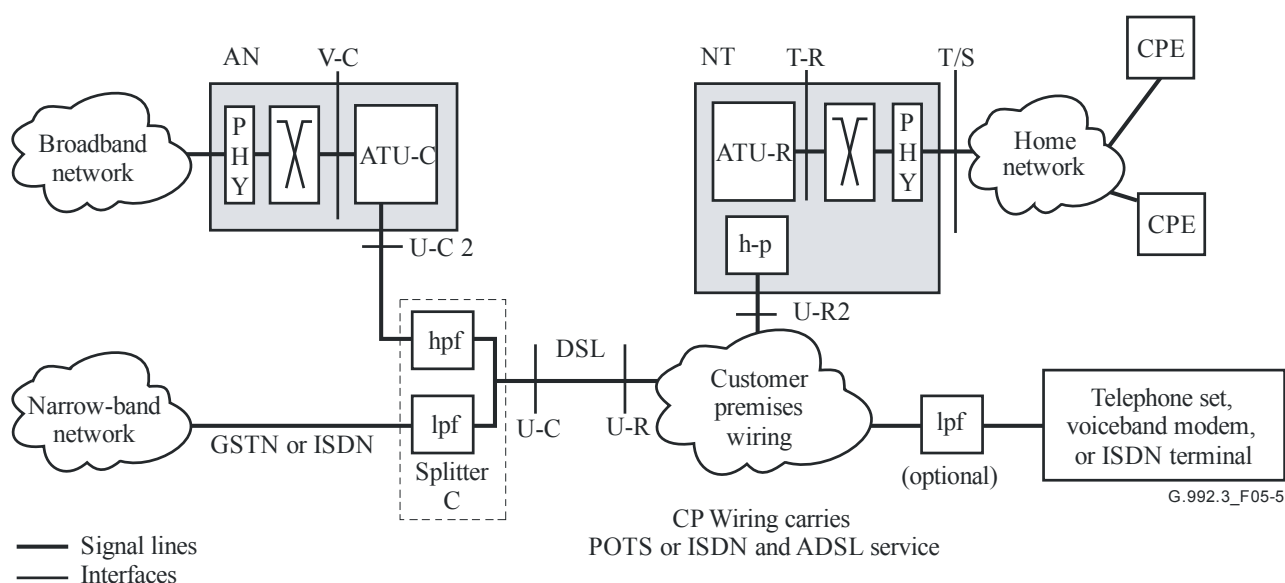 AN
V-C
NT
T-R
T/S
CPE
Broadband
network
P
H
Y
ATU-C
ATU-R
P
H
Y
Home
network
CPE
U-C 2
h-p
U-R2
hpf
DSL
Narrow-band
network
GSTN or ISDN
lpf
Splitter
C
U-C
U-R
Customer
premises
wiring
lpf
(optional)
Telephone set,
voiceband modem,
or ISDN terminal
G.992.3_F05-5
CP Wiring carries
POTS or ISDN and ADSL service
Signal lines
Interfaces